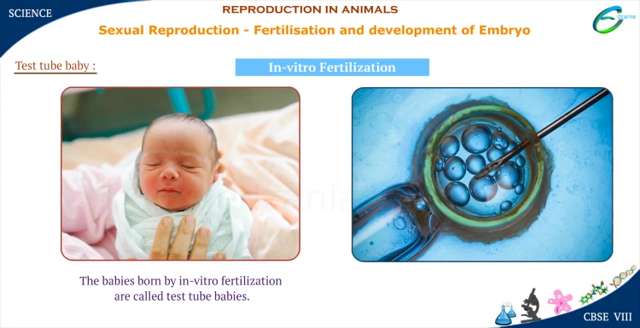 SCIENCE
REPRODUCTION IN ANIMALS
Sexual Reproduction - Fertilisation and development of Embryo
Test tube baby :
In-vitro Fertilization
The babies born by in-vitro fertilization
are called test tube babies.
CBSE VIII